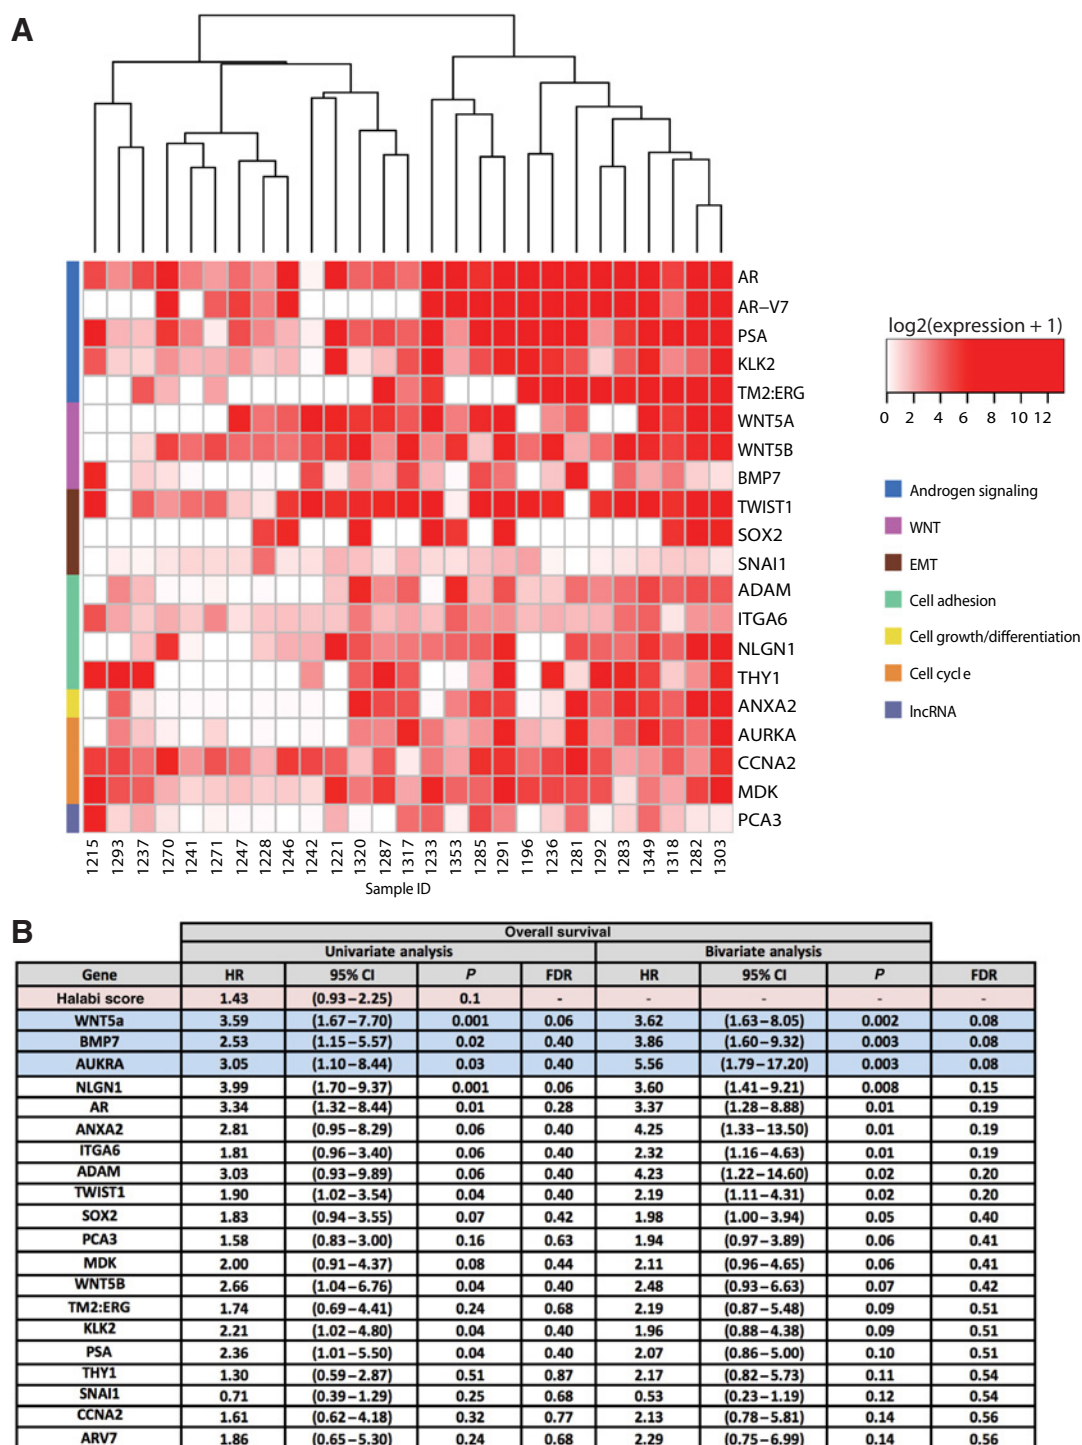 A
AR
AR–V7
PSA
KLK2
TM2:ERG
WNT5A
WNT5B
BMP7
TWIST1
SOX2
SNAI1
ADAM
ITGA6
NLGN1
THY1
ANXA2
AURKA
CCNA2
MDK
PCA3
log2(expression + 1)
0 2 4 6 8 10 12
Androgen signaling
WNT
EMT
Cell adhesion
Cell growth/differentiation
Cell cycle
lncRNA
1215 1293 1237 1270 1241 1271 1247 1228 1246 1242 1221 1320 1287 1317 1233 1353 1285 1291 1196 1236 1281 1292 1283 1349 1318 1282 1303
Sample ID
B
Overall survival
Univariate analysis Bivariate analysis
Gene HR 95% CI P FDR HR 95% CI P FDR
Halabi score 1.43 (0.93–2.25) 0.1 - - - - -
WNT5a 3.59 (1.67–7.70) 0.001 0.06 3.62 (1.63–8.05) 0.002 0.08
BMP7 2.53 (1.15–5.57) 0.02 0.40 3.86 (1.60–9.32) 0.003 0.08
AUKRA 3.05 (1.10–8.44) 0.03 0.40 5.56 (1.79–17.20) 0.003 0.08
NLGN1 3.99 (1.70–9.37) 0.001 0.06 3.60 (1.41–9.21) 0.008 0.15
AR 3.34 (1.32–8.44) 0.01 0.28 3.37 (1.28–8.88) 0.01 0.19
ANXA2 2.81 (0.95–8.29) 0.06 0.40 4.25 (1.33–13.50) 0.01 0.19
ITGA6 1.81 (0.96–3.40) 0.06 0.40 2.32 (1.16–4.63) 0.01 0.19
ADAM 3.03 (0.93–9.89) 0.06 0.40 4.23 (1.22–14.60) 0.02 0.20
TWIST1 1.90 (1.02–3.54) 0.04 0.40 2.19 (1.11–4.31) 0.02 0.20
SOX2 1.83 (0.94–3.55) 0.07 0.42 1.98 (1.00–3.94) 0.05 0.40
PCA3 1.58 (0.83–3.00) 0.16 0.63 1.94 (0.97–3.89) 0.06 0.41
MDK 2.00 (0.91–4.37) 0.08 0.44 2.11 (0.96–4.65) 0.06 0.41
WNT5B 2.66 (1.04–6.76) 0.04 0.40 2.48 (0.93–6.63) 0.07 0.42
TM2:ERG 1.74 (0.69–4.41) 0.24 0.68 2.19 (0.87–5.48) 0.09 0.51
KLK2 2.21 (1.02–4.80) 0.04 0.40 1.96 (0.88–4.38) 0.09 0.51
PSA 2.36 (1.01–5.50) 0.04 0.40 2.07 (0.86–5.00) 0.10 0.51
THY1 1.30 (0.59–2.87) 0.51 0.87 2.17 (0.82–5.73) 0.11 0.54
SNAI1 0.71 (0.39–1.29) 0.25 0.68 0.53 (0.23–1.19) 0.12 0.54
CCNA2 1.61 (0.62–4.18) 0.32 0.77 2.13 (0.78–5.81) 0.14 0.56
ARV7 1.86 (0.65–5.30) 0.24 0.68 2.29 (0.75–6.99) 0.14 0.56